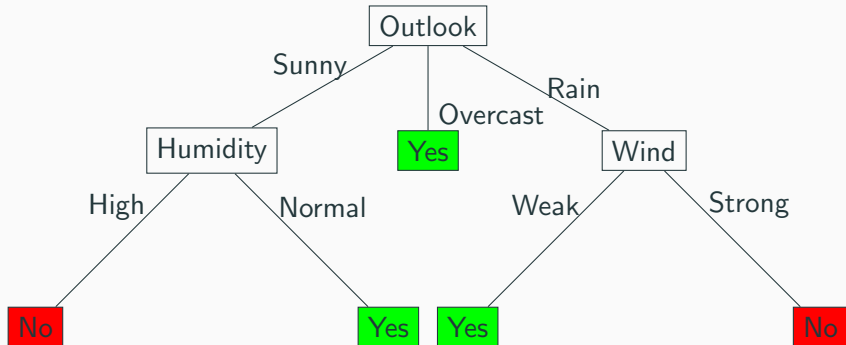 Outlook
Sunny
Rain
Overcast
Humidity
Yes
Wind
High
Normal
Weak
Strong
No
Yes
Yes
No